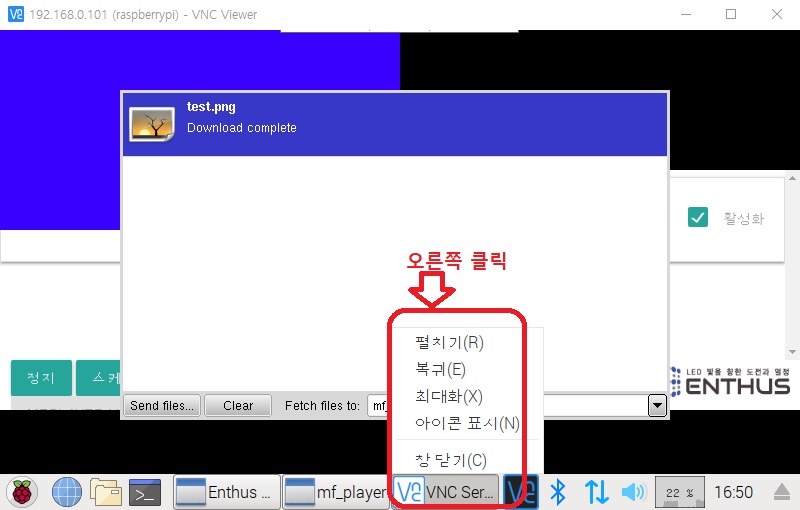 192.168.0.101 (raspberrypi) - VNC Viewer
test.png
Download complete
활성화
오른쪽 클릭
펼치기(R)
복귀(E)
최대화(X)
아이콘 표시(N)
창 닫기(C)
정지
스케
LED 빛을 향한 도전과 열정
ENTHUS
Send files...
Clear
Fetch files to:
mf_
Enthus ...
mf_player
VNC Ser...
22 %
16:50